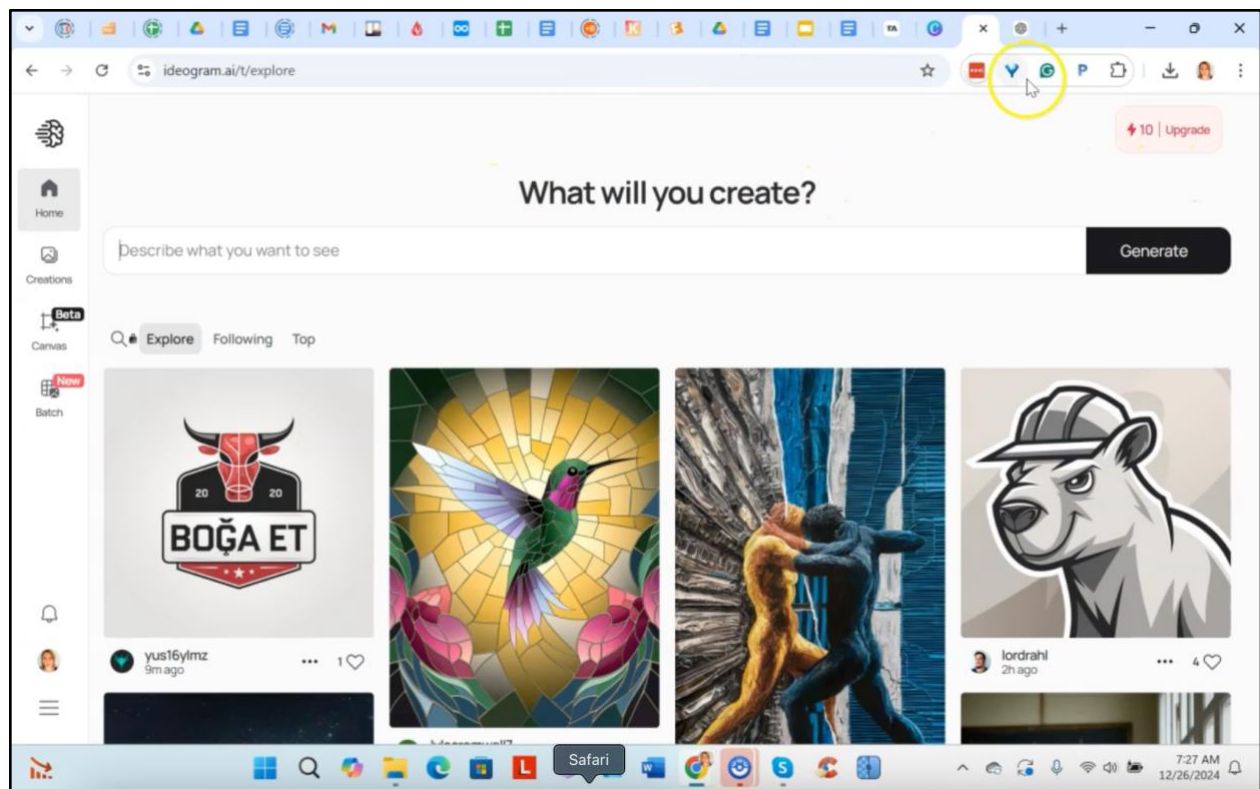 ideogram.ai/t/explore
10 | Upgrade
Home
What will you create?
Describe what you want to see
Generate
Creations
Beta
Canvas
New
Batch
Explore Following Top
20 20
BOĞA ET
yus16ylmz
9m ago
1
lordrahl
2h ago
4
Safari
7:27 AM
12/26/2024